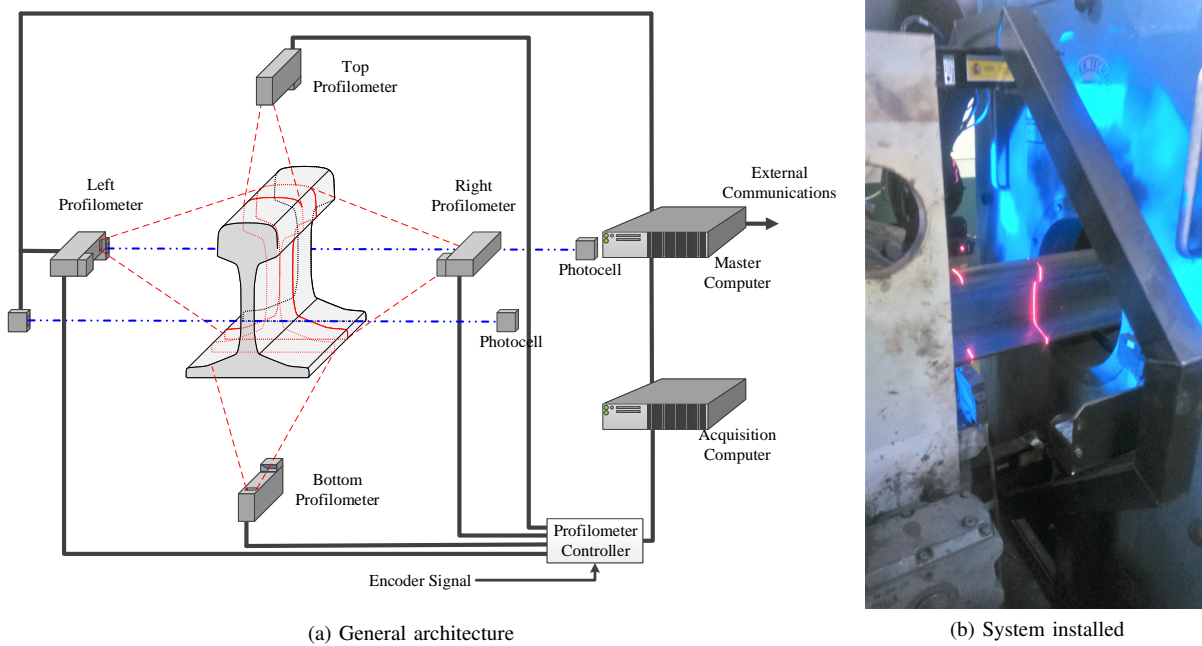 Top
Profilometer
Left
Profilometer
Right
Profilometer
External
Communications
Photocell
Master
Computer
Photocell
Acquisition
Computer
Bottom
Profilometer
Profilometer
Controller
Encoder Signal
(a) General architecture
(b) System installed